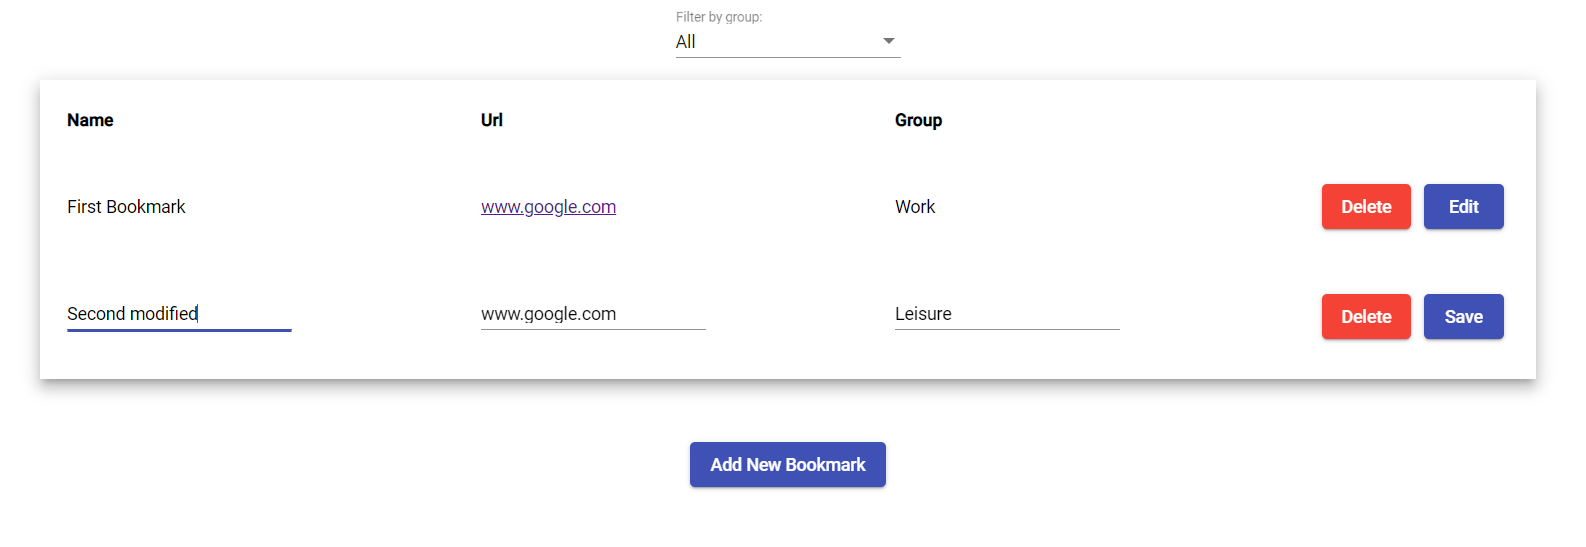 Filter by group:
All
Name Url Group
First Bookmark www.google.com Work Delete Edit
Second modified www.google.com Leisure Delete Save
Add New Bookmark